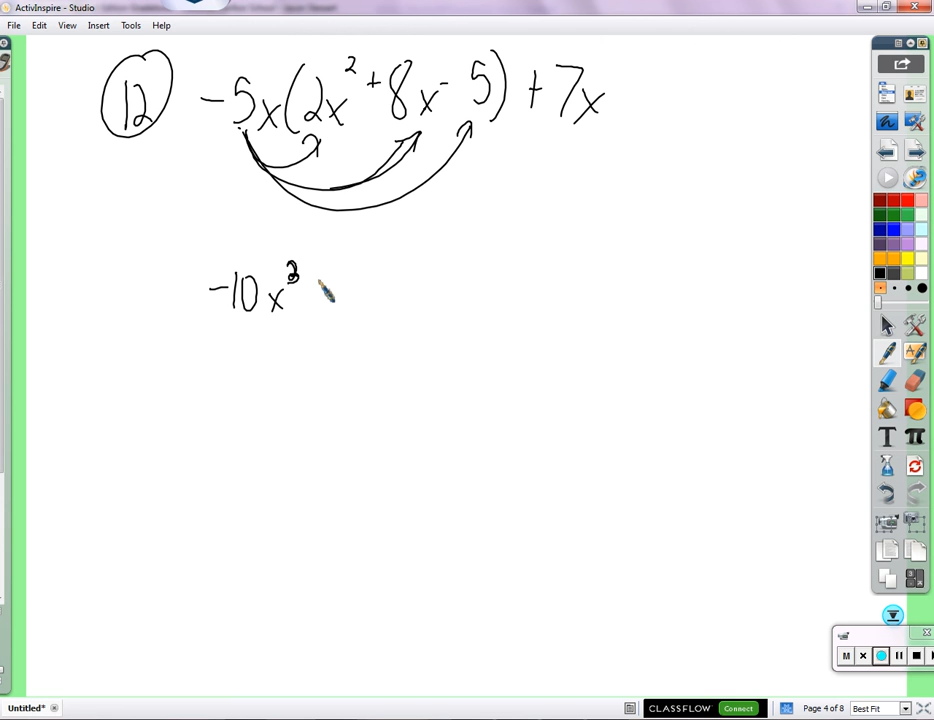 ActivInspire - Studio
File Edit View Insert Tools Help
12 -5x(2x² + 8x - 5) + 7x
-10x³
M
Untitled*
CLASSFLOW Connect
Page 4 of 8
Best Fit